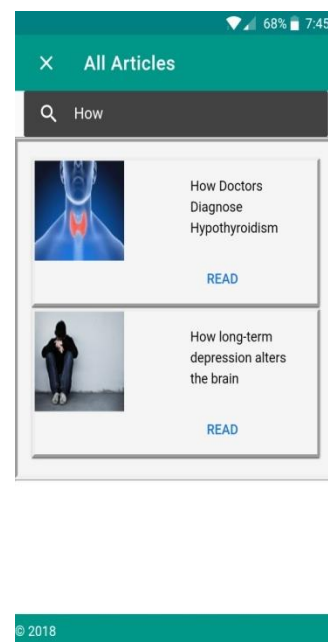 68% 7:45
All Articles
How
How Doctors
Diagnose
Hypothyroidism
READ
How long-term
depression alters
the brain
READ
© 2018